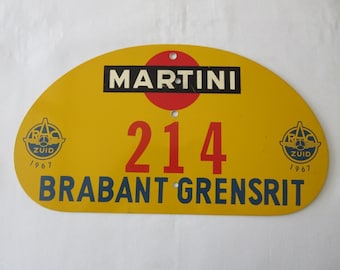 MARTINI
214
RAC
ZUID
1967
RAC
ZUID
1967
BRABANT GRENSRIT